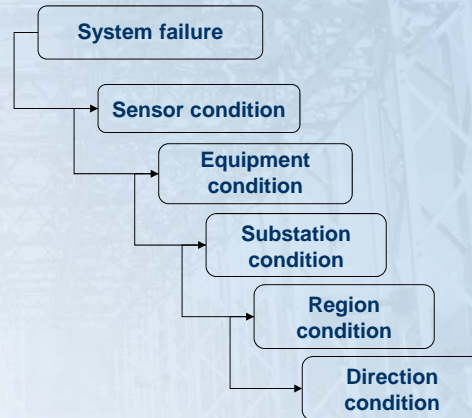 System failure
Sensor condition
Equipment
condition
Substation
condition
Region
condition
Direction
condition